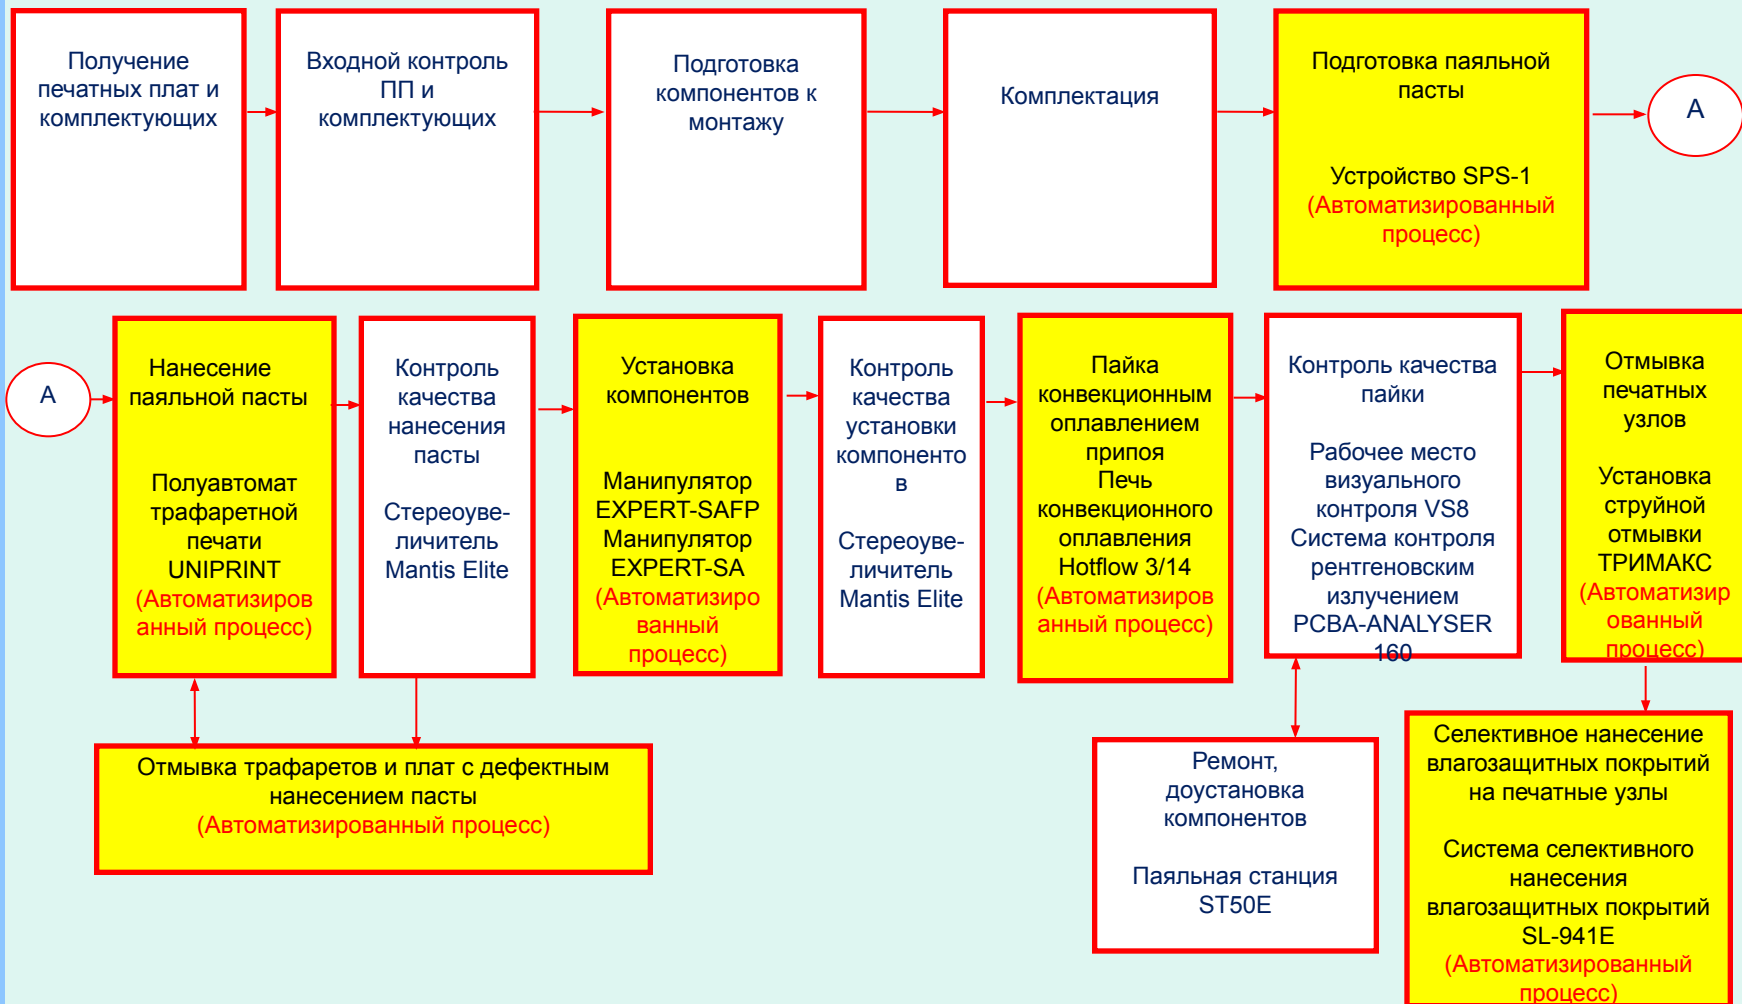 Получение
печатных плат и
комплектующих
Входной контроль
ПП и
комплектующих
Подготовка
компонентов к
монтажу
Комплектация
Подготовка паяльной
пасты
Устройство SPS-1
(Автоматизированный
процесс)
А
А
Нанесение
паяльной пасты
Полуавтомат
трафаретной
печати
UNIPRINT
(Автоматизиров
анный процесс)
Контроль
качества
нанесения
пасты
Стереоуве-
личитель
Mantis Elite
Установка
компонентов
Манипулятор
EXPERT-SAFP
Манипулятор
EXPERT-SA
(Автоматизиро
ванный
процесс)
Контроль
качества
установки
компоненто
в
Стереоуве-
личитель
Mantis Elite
Пайка
конвекционным
оплавлением
припоя
Печь
конвекционного
оплавления
Hotflow 3/14
(Автоматизиров
анный процесс)
Контроль качества
пайки
Рабочее место
визуального
контроля VS8
Система контроля
рентгеновским
излучением
PCBA-ANALYSER
160
Отмывка
печатных
узлов
Установка
струйной
отмывки
ТРИМАКС
(Автоматизир
ованный
процесс)
Отмывка трафаретов и плат с дефектным
нанесением пасты
(Автоматизированный процесс)
Ремонт,
доустановка
компонентов
Паяльная станция
ST50E
Селективное нанесение
влагозащитных покрытий
на печатные узлы
Система селективного
нанесения
влагозащитных покрытий
SL-941E
(Автоматизированный
процесс)